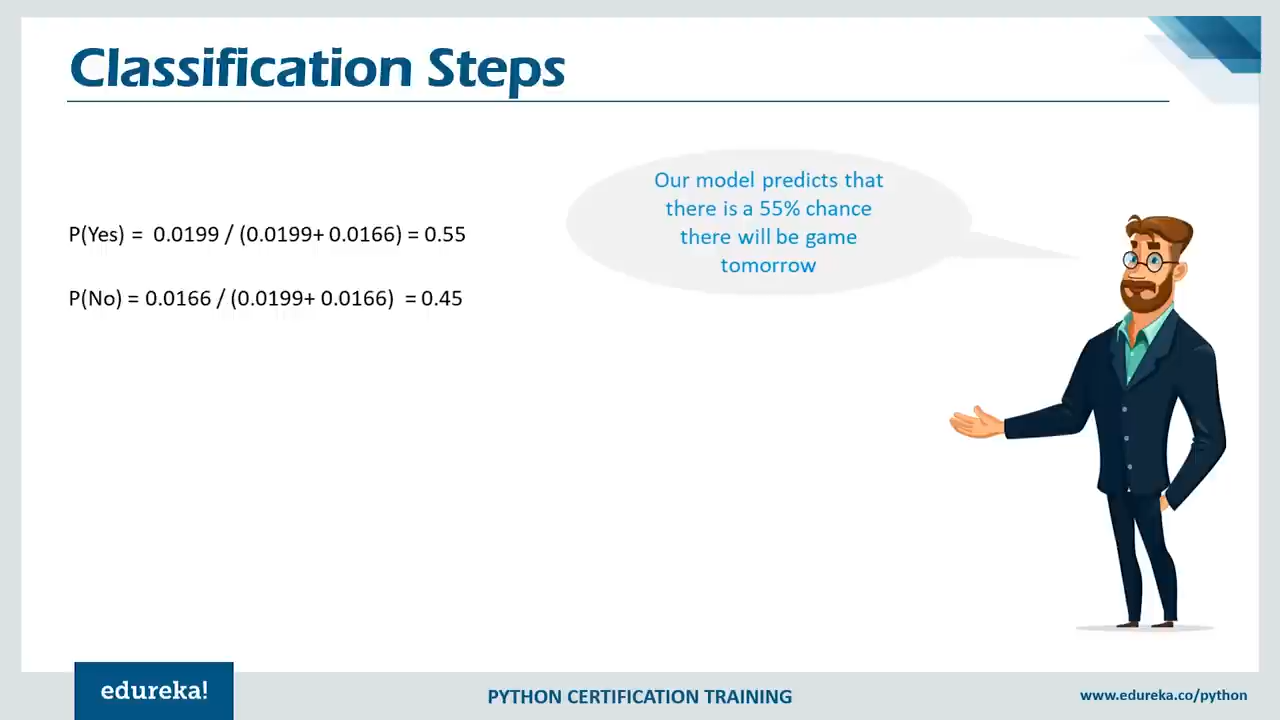 Classification Steps
Our model predicts that
there is a 55% chance
there will be game
tomorrow
P(Yes) = 0.0199 / (0.0199+ 0.0166) = 0.55
P(No) = 0.0166 / (0.0199+ 0.0166) = 0.45
edureka!
PYTHON CERTIFICATION TRAINING
www.edureka.co/python